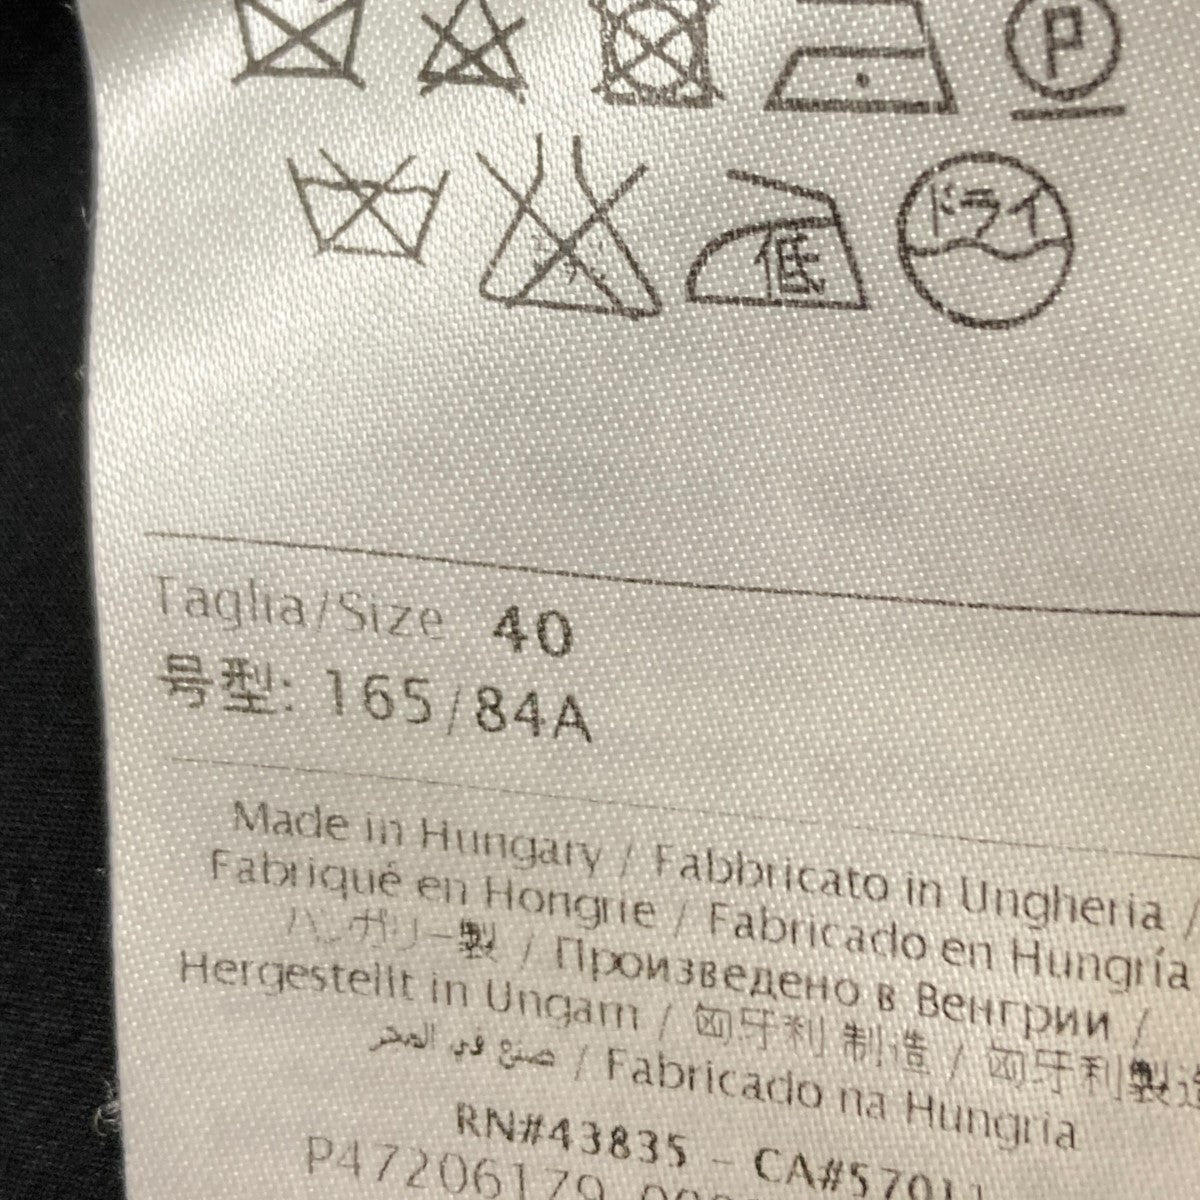 P
低 ドライ
Taglia/Size 40
号型: 165/84A
Made in Hungary / Fabbricato in Ungheria /
Fabriqué en Hongrie / Fabricado en Hungría
ハンガリー製 / Произведено в Венгрии /
Hergestellt in Ungarn / 匈牙利 制造 / 匈牙利製造
صنع في المجر / Fabricado na Hungria
RN#43835 - CA#57011
P47206179